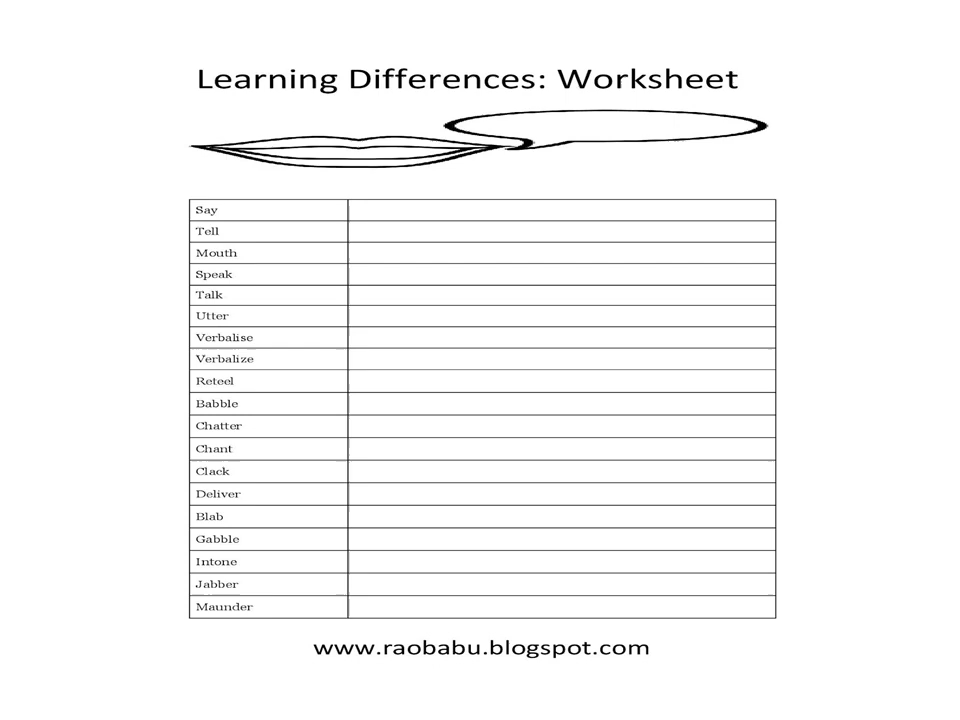 Learning Differences: Worksheet
Say
Tell
Mouth
Speak
Talk
Utter
Verbalise
Verbalize
Reteel
Babble
Chatter
Chant
Clack
Deliver
Blab
Gabble
Intone
Jabber
Maunder
www.raobabu.blogspot.com